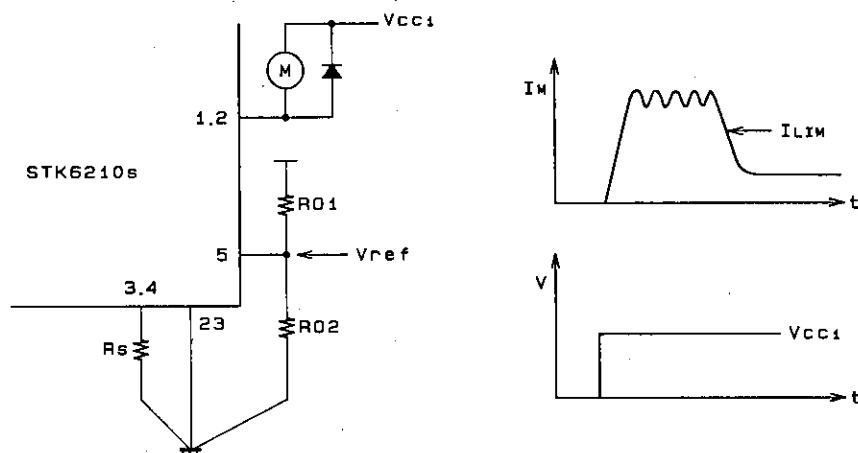 Vcc1
M
1.2
STK6210s
R01
5
Vref
3.4
23
R02
Rs
IM
ILIM
t
V
Vcc1
t